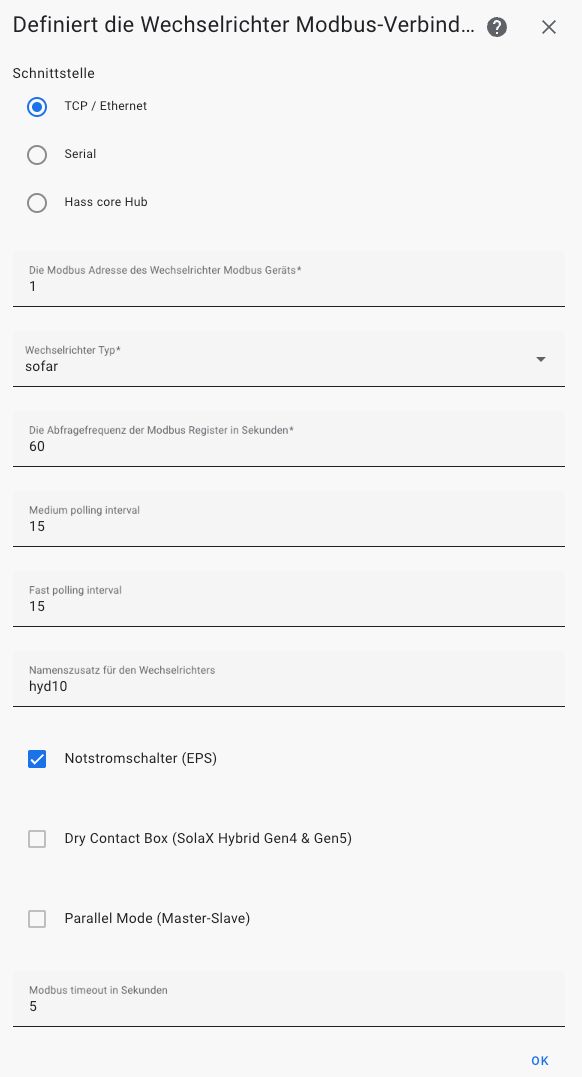 Definiert die Wechselrichter Modbus-Verbind...
Schnittstelle
TCP / Ethernet
Serial
Hass core Hub
Die Modbus Adresse des Wechselrichter Modbus Geräts*
1
Wechselrichter Typ*
sofar
Die Abfragefrequenz der Modbus Register in Sekunden*
60
Medium polling interval
15
Fast polling interval
15
Namenszusatz für den Wechselrichters
hyd10
Notstromschalter (EPS)
Dry Contact Box (SolaX Hybrid Gen4 & Gen5)
Parallel Mode (Master-Slave)
Modbus timeout in Sekunden
5
OK